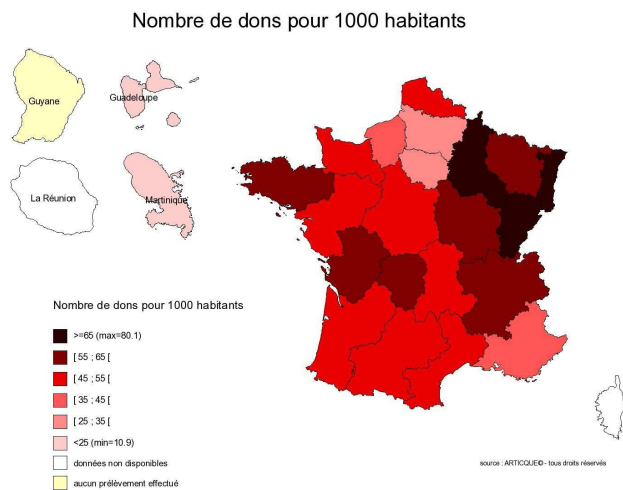 Nombre de dons pour 1000 habitants
Guyane
Guadeloupe
La Réunion
Martinique
Nombre de dons pour 1000 habitants
>=65 (max=80.1)
[ 55 ; 65 [
[ 45 ; 55 [
[ 35 ; 45 [
[ 25 ; 35 [
<25 (min=10.9)
données non disponibles
aucun prélèvement effectué
source : ARTICQUE© - tous droits réservés